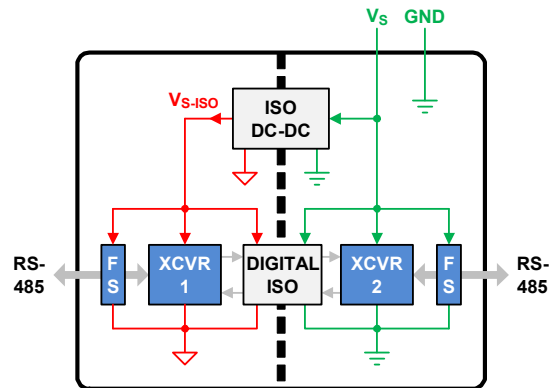 VS GND
VS-ISO
ISO
DC-DC
RS-
485
F
S
XCVR
1
DIGITAL
ISO
XCVR
2
F
S
RS-
485